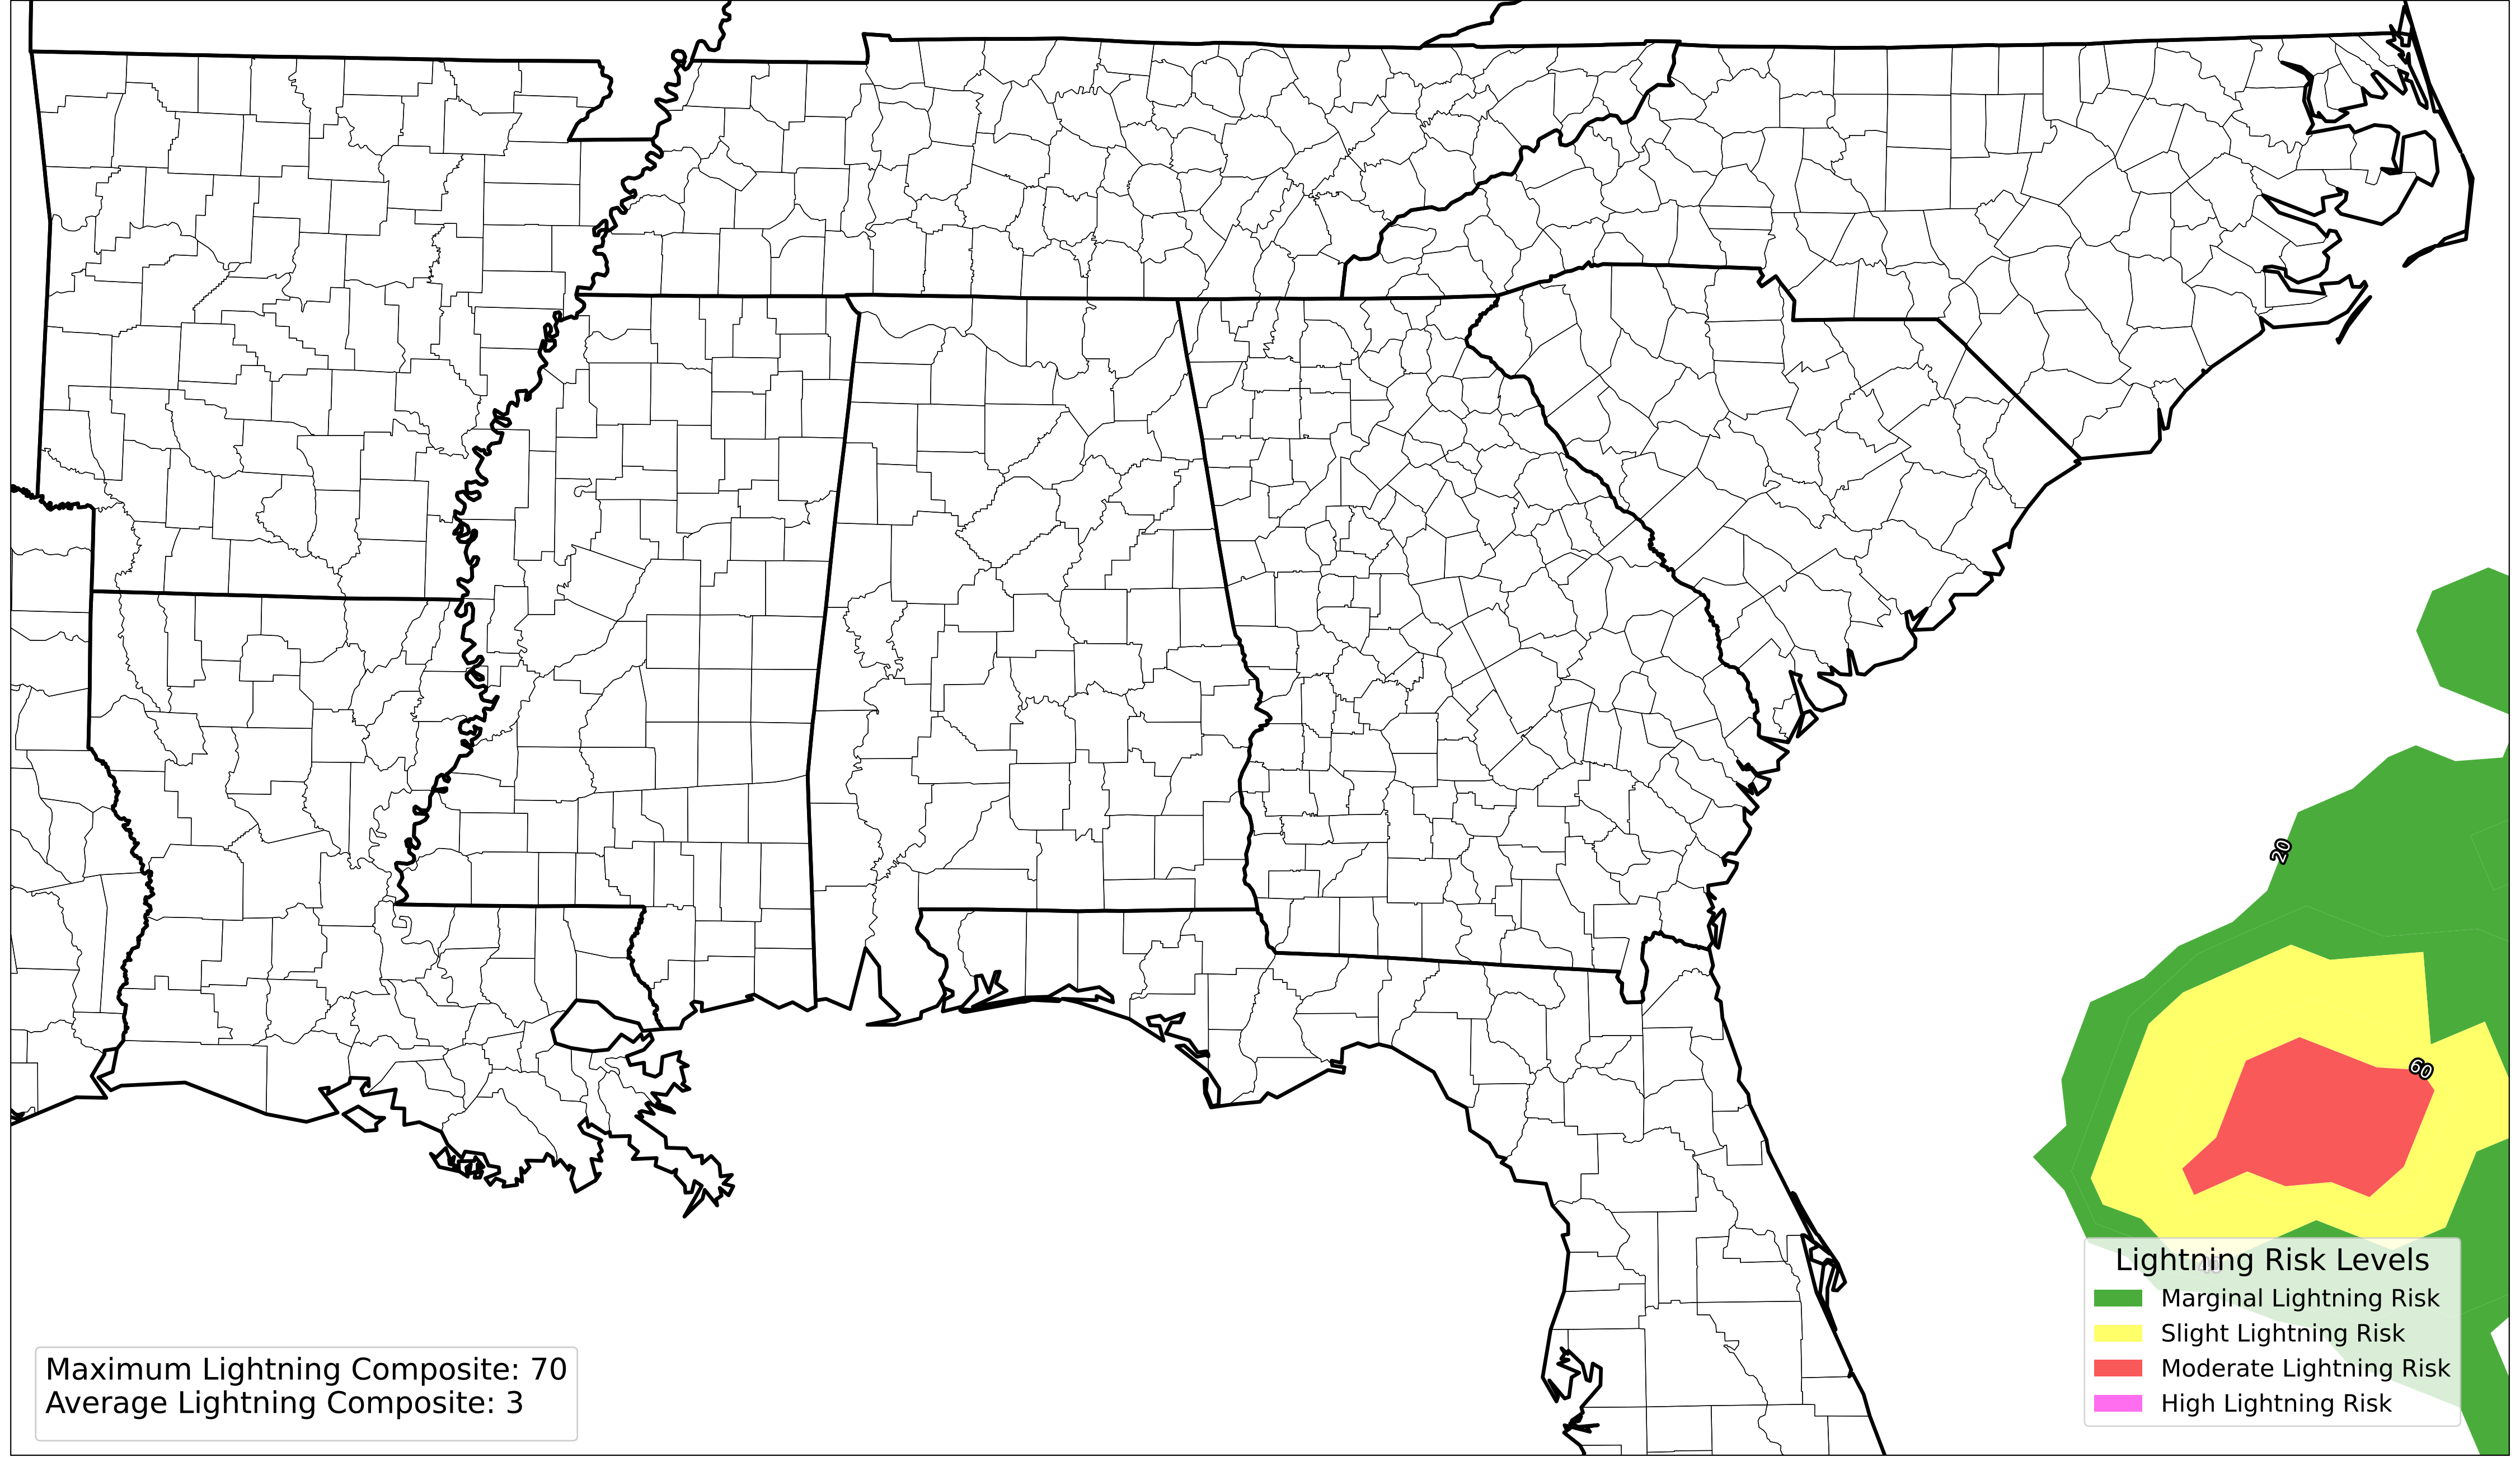 20
60
Lightning Risk Levels
Marginal Lightning Risk
Slight Lightning Risk
Moderate Lightning Risk
High Lightning Risk
Maximum Lightning Composite: 70
Average Lightning Composite: 3